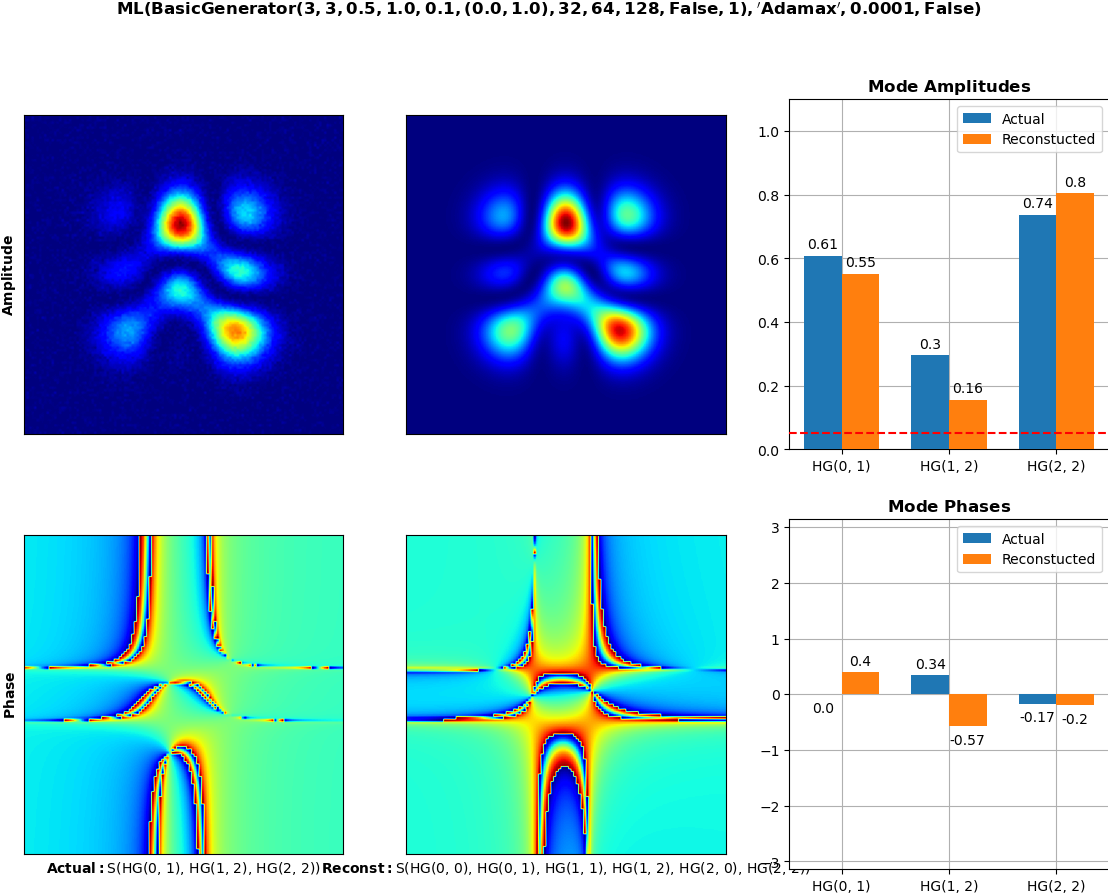 ML(BasicGenerator(3, 3, 0.5, 1.0, 0.1, (0.0, 1.0), 32, 64, 128, False, 1), ′Adamax′, 0.0001, False)
Amplitude
Mode Amplitudes
Actual
Reconstucted
1.0
0.8
0.6
0.4
0.2
0.0
0.61
0.55
0.3
0.16
0.74
0.8
HG(0, 1)
HG(1, 2)
HG(2, 2)
Phase
Mode Phases
Actual
Reconstucted
3
2
1
0
−1
−2
−3
0.0
0.4
0.34
-0.57
-0.17
-0.2
HG(0, 1)
HG(1, 2)
HG(2, 2)
Actual: S(HG(0, 1), HG(1, 2), HG(2, 2))
Reconst: S(HG(0, 0), HG(0, 1), HG(1, 1), HG(1, 2), HG(2, 0), HG(2, 2))